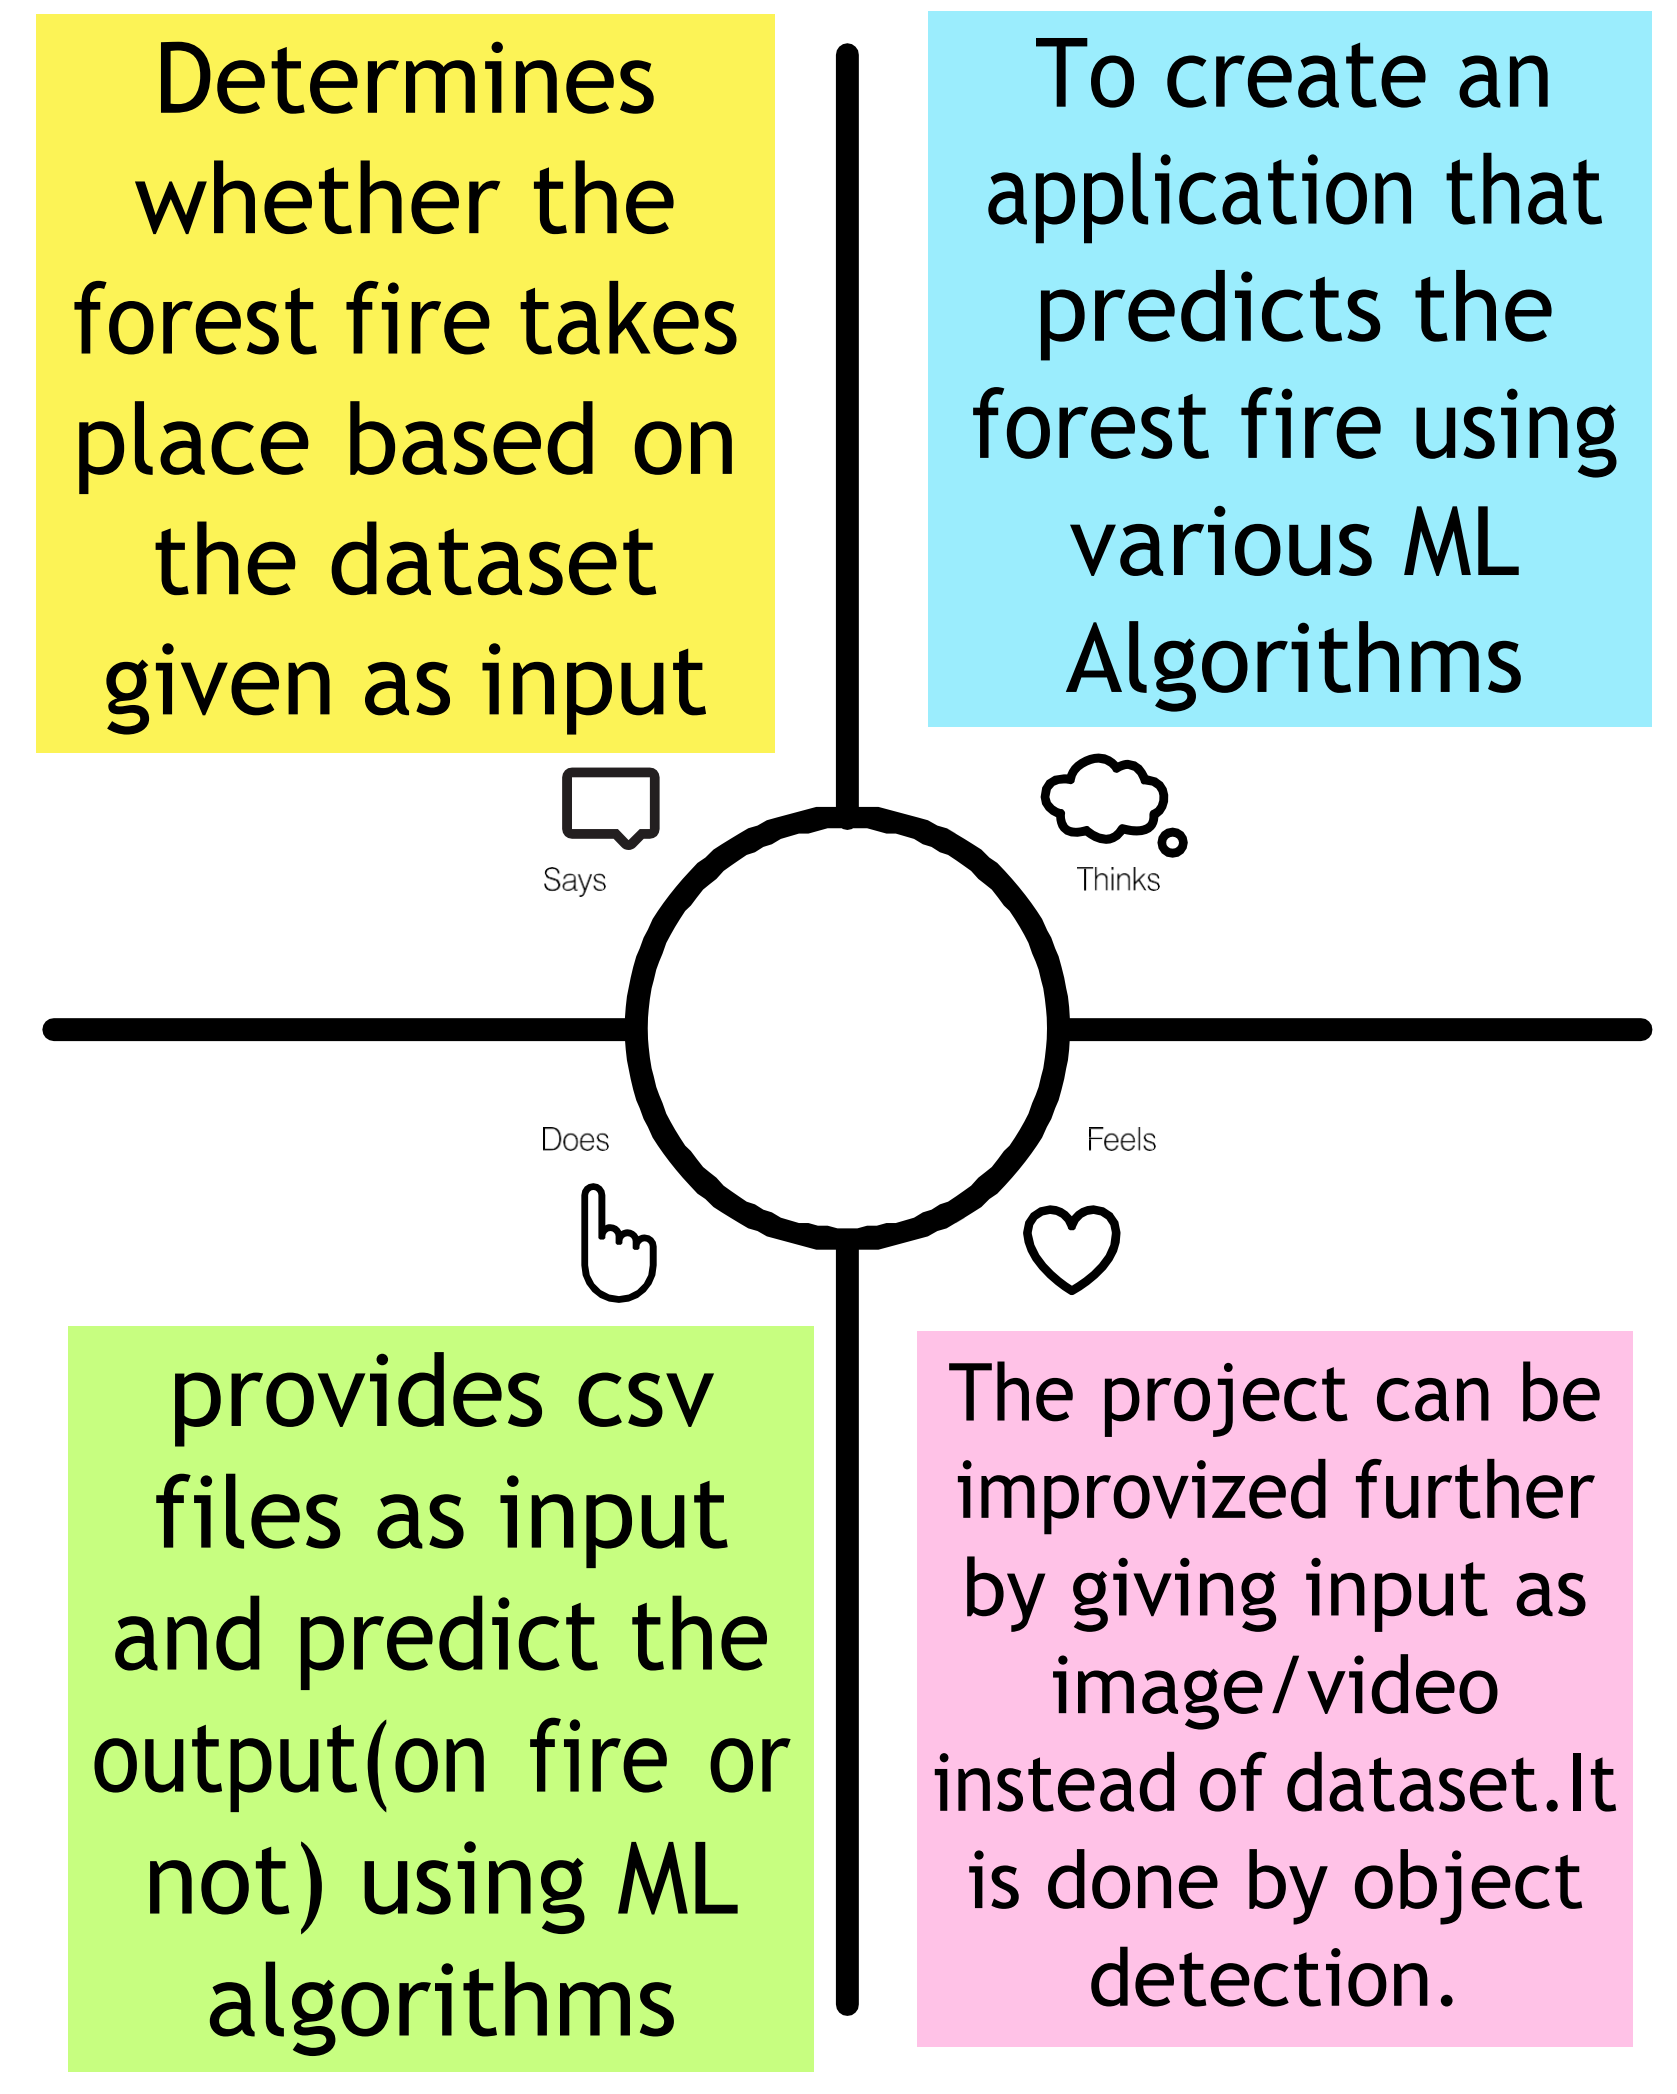 Determines
whether the
forest fire takes
place based on
the dataset
given as input
To create an
application that
predicts the
forest fire using
various ML
Algorithms
Says
Thinks
Does
Feels
provides csv
files as input
and predict the
output(on fire or
not) using ML
algorithms
The project can be
improvized further
by giving input as
image/video
instead of dataset.It
is done by object
detection.